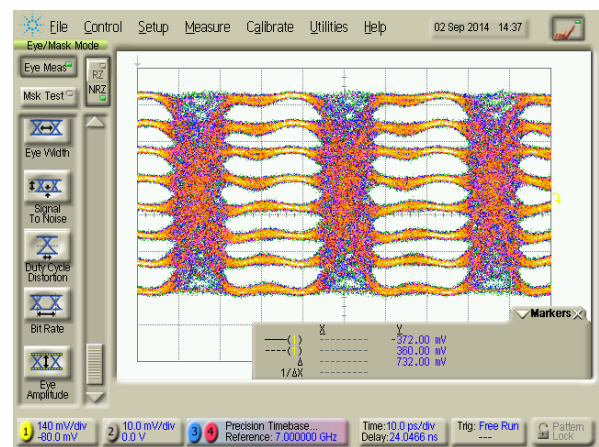 File Control Setup Measure Calibrate Utilities Help 02 Sep 2014 14:37
Eye/Mask Mode
Eye Meas
RZ
NRZ
Msk Test
Eye Width
Signal
To Noise
Duty Cycle
Distortion
Bit Rate
Eye
Amplitude
Markers
X Y
----( ) --------- -372.00 mV
----( ) --------- 360.00 mV
Δ --------- 732.00 mV
1/ΔX ---------
1 140 mV/div
-80.0 mV
2 10.0 mV/div
0.0 V
3 4 Precision Timebase...
Reference: 7.000000 GHz
Time:10.0 ps/div
Delay:24.0466 ns
Trig: Free Run
---
Pattern
Lock